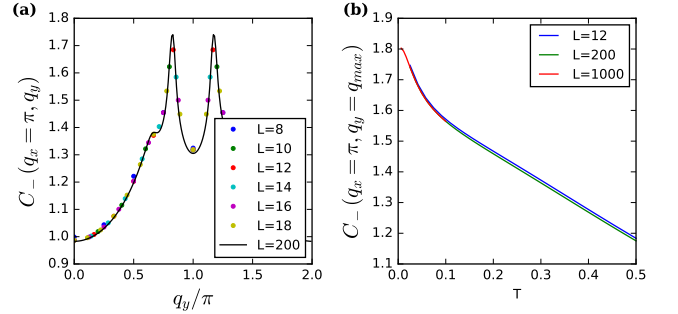 (a)
C_−(q_x = π, q_y)
1.8
1.7
1.6
1.5
1.4
1.3
1.2
1.1
1.0
0.9
0.0
0.5
1.0
1.5
2.0
q_y/π
L=8
L=10
L=12
L=14
L=16
L=18
L=200
(b)
C_−(q_x = π, q_y = q_max)
1.9
1.8
1.7
1.6
1.5
1.4
1.3
1.2
1.1
0.0
0.1
0.2
0.3
0.4
0.5
T
L=12
L=200
L=1000